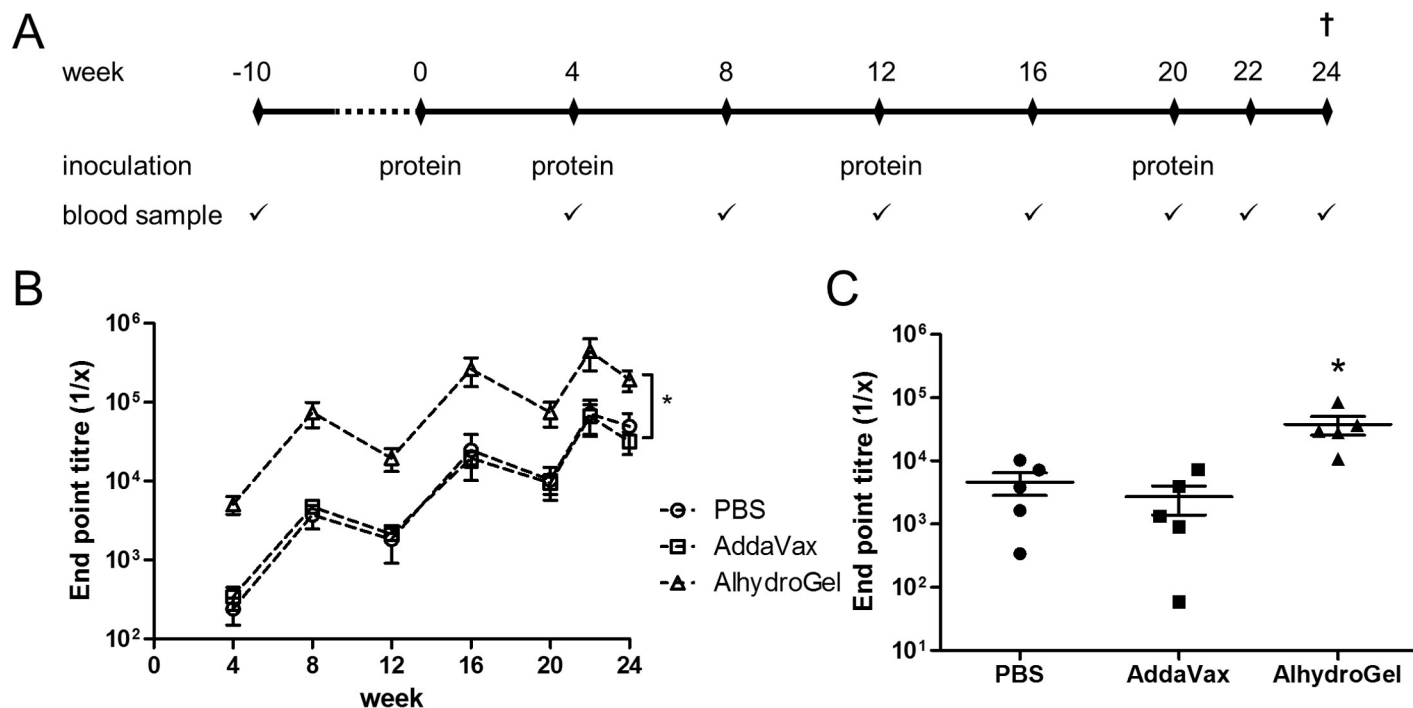 A
†
week -10 0 4 8 12 16 20 22 24
inoculation protein protein protein protein
blood sample ✓ ✓ ✓ ✓ ✓ ✓ ✓ ✓
B
End point titre (1/x)
10⁶
10⁵
10⁴
10³
10²
0 4 8 12 16 20 24
week
*
PBS
AddaVax
AlhydroGel
C
End point titre (1/x)
10⁶
10⁵
10⁴
10³
10²
10¹
*
PBS AddaVax AlhydroGel